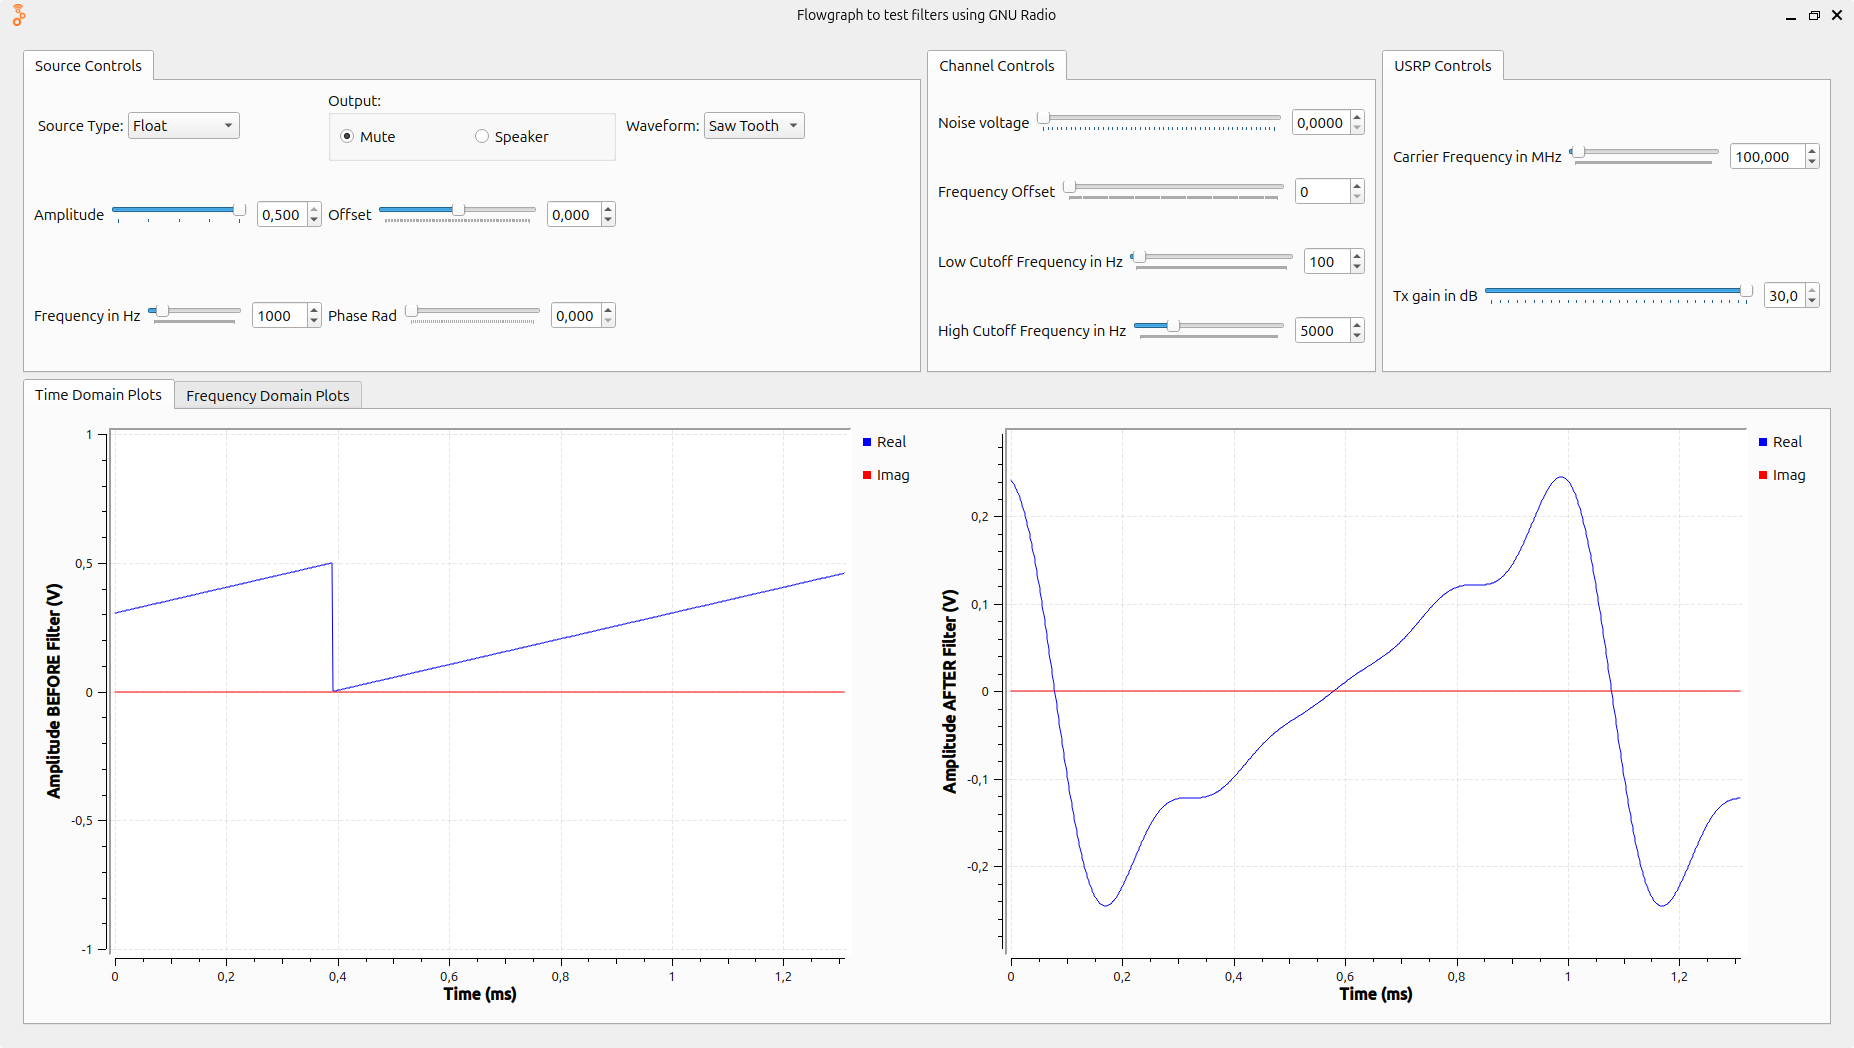 Flowgraph to test filters using GNU Radio
Source Controls
Source Type: Float
Output:
Mute
Speaker
Waveform: Saw Tooth
Amplitude 0,500
Offset 0,000
Frequency in Hz 1000
Phase Rad 0,000
Channel Controls
Noise voltage 0,0000
Frequency Offset 0
Low Cutoff Frequency in Hz 100
High Cutoff Frequency in Hz 5000
USRP Controls
Carrier Frequency in MHz 100,000
Tx gain in dB 30,0
Time Domain Plots
Frequency Domain Plots
Amplitude BEFORE Filter (V)
1
0,5
0
-0,5
-1
0 0,2 0,4 0,6 0,8 1 1,2
Time (ms)
Real
Imag
Amplitude AFTER Filter (V)
0,2
0,1
0
-0,1
-0,2
0 0,2 0,4 0,6 0,8 1 1,2
Time (ms)
Real
Imag